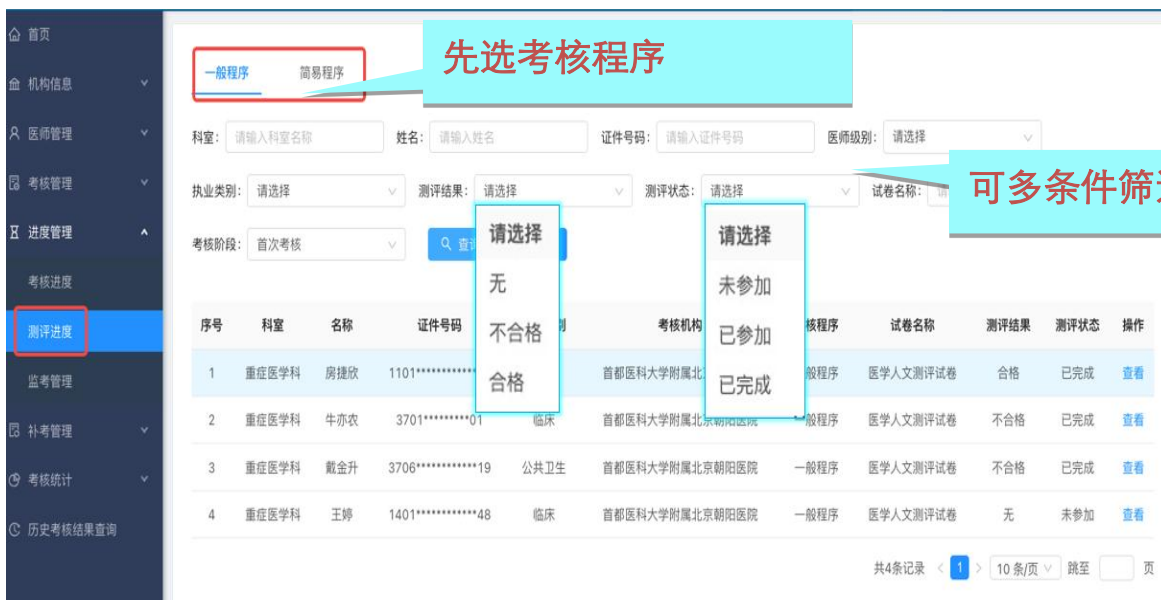 首页
机构信息
医师管理
考核管理
进度管理
考核进度
测评进度
监考管理
补考管理
考核统计
历史考核结果查询
一般程序 简易程序
先选考核程序
科室: 请输入科室名称 姓名: 请输入姓名 证件号码: 请输入证件号码 医师级别: 请选择
执业类别: 请选择 测评结果: 请选择 测评状态: 请选择 试卷名称:
可多条件筛
考核阶段: 首次考核 查
请选择
无
不合格
合格
请选择
未参加
已参加
已完成
序号 科室 名称 证件号码 考核机构 核程序 试卷名称 测评结果 测评状态 操作
1 重症医学科 房捷欣 1101************ 首都医科大学附属北 般程序 医学人文测评试卷 合格 已完成 查看
2 重症医学科 牛亦农 3701*********01 临床 首都医科大学附属北京朝阳医院 一般程序 医学人文测评试卷 不合格 已完成 查看
3 重症医学科 戴金升 3706************19 公共卫生 首都医科大学附属北京朝阳医院 一般程序 医学人文测评试卷 不合格 已完成 查看
4 重症医学科 王婷 1401************48 临床 首都医科大学附属北京朝阳医院 一般程序 医学人文测评试卷 无 未参加 查看
共4条记录 < 1 > 10 条/页 跳至 页